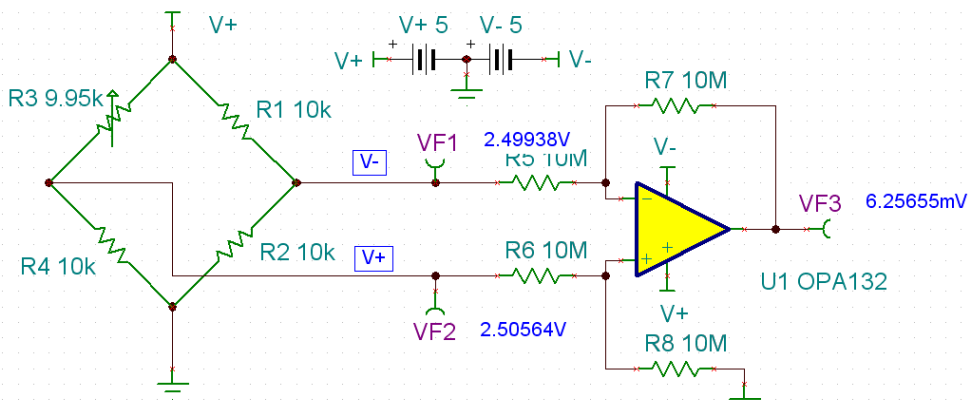 V+
V+ 5
V- 5
+
+
V+
V-
R3 9.95k
R1 10k
R7 10M
VF1
2.49938V
V-
V-
R5 10M
VF3
6.25655mV
R4 10k
R2 10k
V+
R6 10M
U1 OPA132
VF2
2.50564V
V+
R8 10M
−
+
+